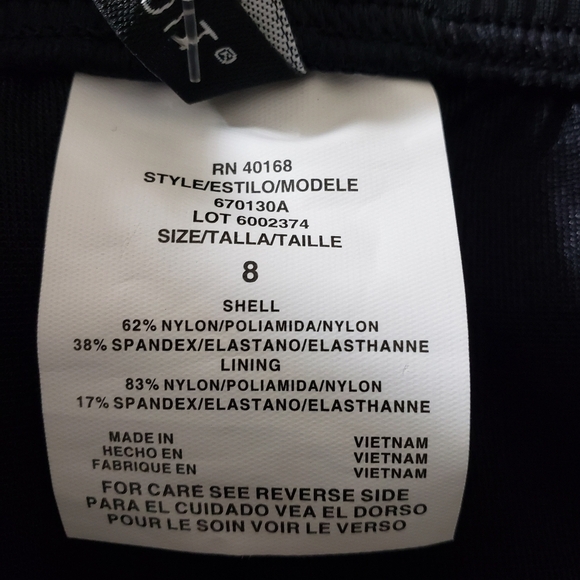 RN 40168
STYLE/ESTILO/MODELE
670130A
LOT 6002374
SIZE/TALLA/TAILLE
8
SHELL
62% NYLON/POLIAMIDA/NYLON
38% SPANDEX/ELASTANO/ELASTHANNE
LINING
83% NYLON/POLIAMIDA/NYLON
17% SPANDEX/ELASTANO/ELASTHANNE
MADE IN VIETNAM
HECHO EN VIETNAM
FABRIQUE EN VIETNAM
FOR CARE SEE REVERSE SIDE
PARA EL CUIDADO VEA EL DORSO
POUR LE SOIN VOIR LE VERSO